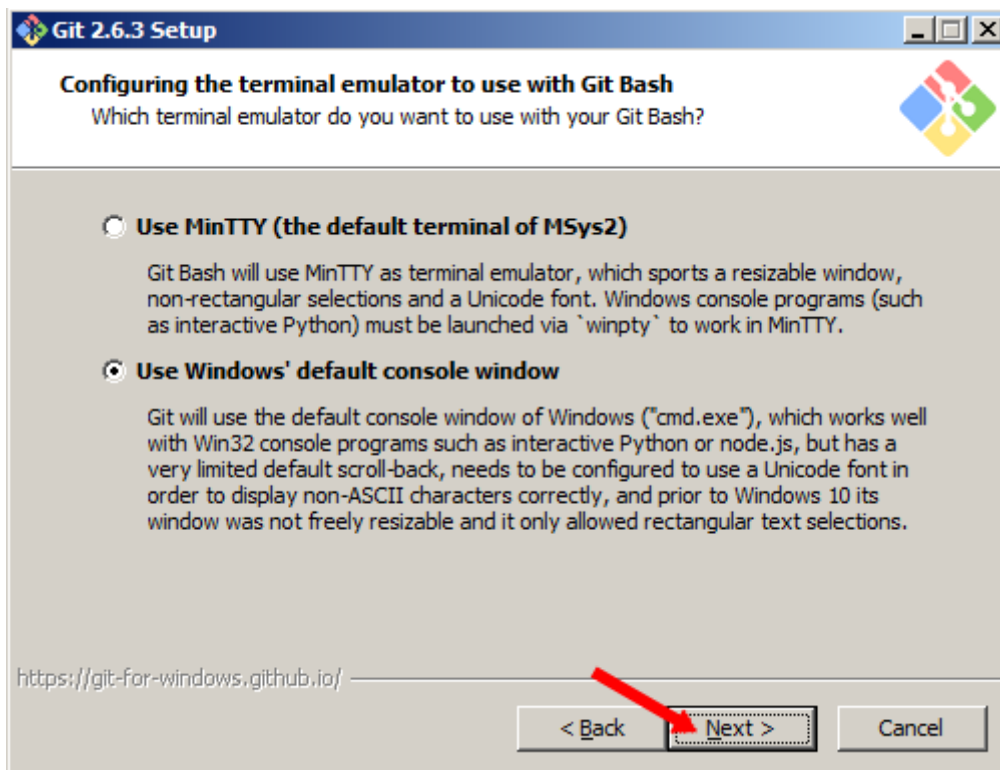 Git 2.6.3 Setup
Configuring the terminal emulator to use with Git Bash
Which terminal emulator do you want to use with your Git Bash?
Use MinTTY (the default terminal of MSys2)
Git Bash will use MinTTY as terminal emulator, which sports a resizable window,
non-rectangular selections and a Unicode font. Windows console programs (such
as interactive Python) must be launched via `winpty` to work in MinTTY.
Use Windows' default console window
Git will use the default console window of Windows ("cmd.exe"), which works well
with Win32 console programs such as interactive Python or node.js, but has a
very limited default scroll-back, needs to be configured to use a Unicode font in
order to display non-ASCII characters correctly, and prior to Windows 10 its
window was not freely resizable and it only allowed rectangular text selections.
https://git-for-windows.github.io/
< Back Next > Cancel